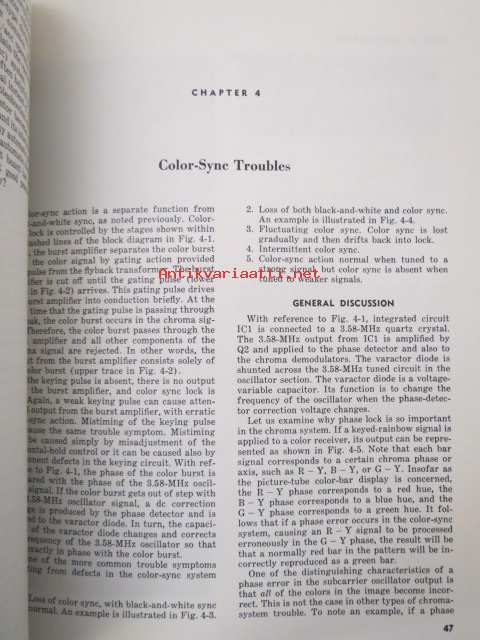 CHAPTER 4
Color-Sync Troubles
lor-sync action is a separate function from
-and-white sync, as noted previously. Color-
lock is controlled by the stages shown within
ashed lines of the block diagram in Fig. 4-1.
, the burst amplifier separates the color burst
the color signal by gating action provided
pulse from the flyback transformer. The burst
ifier is cut off until the gating pulse (lower
in Fig. 4-2) arrives. This gating pulse drives
urst amplifier into conduction briefly. At the
time that the gating pulse is passing through
eak, the color burst occurs in the chroma sig-
Therefore, the color burst passes through the
amplifier and all other components of the
ma signal are rejected. In other words, the
t from the burst amplifier consists solely of
lor burst (upper trace in Fig. 4-2).
the keying pulse is absent, there is no output
the burst amplifier, and color sync lock is
Again, a weak keying pulse can cause atten-
output from the burst amplifier, with erratic
sync action. Mistiming of the keying pulse
ause the same trouble symptom. Mistiming
be caused simply by misadjustment of the
ntal-hold control or it can be caused also by
onent defects in the keying circuit. With ref-
e to Fig. 4-1, the phase of the color burst is
ared with the phase of the 3.58-MHz oscil-
signal. If the color burst gets out of step with
3.58-MHz oscillator signal, a dc correction
ge is produced by the phase detector and is
ed to the varactor diode. In turn, the capaci-
of the varactor diode changes and corrects
requency of the 3.58-MHz oscillator so that
exactly in phase with the color burst.
ne of the more common trouble symptoms
ting from defects in the color-sync system
Loss of color sync, with black-and-white sync
normal. An example is illustrated in Fig. 4-3.
2. Loss of both black-and-white and color sync.
An example is illustrated in Fig. 4-4.
3. Fluctuating color sync. Color sync is lost
gradually and then drifts back into lock.
4. Intermittent color sync.
5. Color-sync action normal when tuned to a
strong signal, but color sync is absent when
tuned to weaker signals.
Antikvariaatti.net
GENERAL DISCUSSION
With reference to Fig. 4-1, integrated circuit
IC1 is connected to a 3.58-MHz quartz crystal.
The 3.58-MHz output from IC1 is amplified by
Q2 and applied to the phase detector and also to
the chroma demodulators. The varactor diode is
shunted across the 3.58-MHz tuned circuit in the
oscillator section. The varactor diode is a voltage-
variable capacitor. Its function is to change the
frequency of the oscillator when the phase-detec-
tor correction voltage changes.
Let us examine why phase lock is so important
in the chroma system. If a keyed-rainbow signal is
applied to a color receiver, its output can be repre-
sented as shown in Fig. 4-5. Note that each bar
signal corresponds to a certain chroma phase or
axis, such as R – Y, B – Y, or G – Y. Insofar as
the picture-tube color-bar display is concerned,
the R – Y phase corresponds to a red hue, the
B – Y phase corresponds to a blue hue, and the
G – Y phase corresponds to a green hue. It fol-
lows that if a phase error occurs in the color-sync
system, causing an R – Y signal to be processed
erroneously in the G – Y phase, the result will be
that a normally red bar in the pattern will be in-
correctly reproduced as a green bar.
One of the distinguishing characteristics of a
phase error in the subcarrier oscillator output is
that all of the colors in the image become incor-
rect. This is not the case in other types of chroma-
system trouble. To note an example, if a phase
47